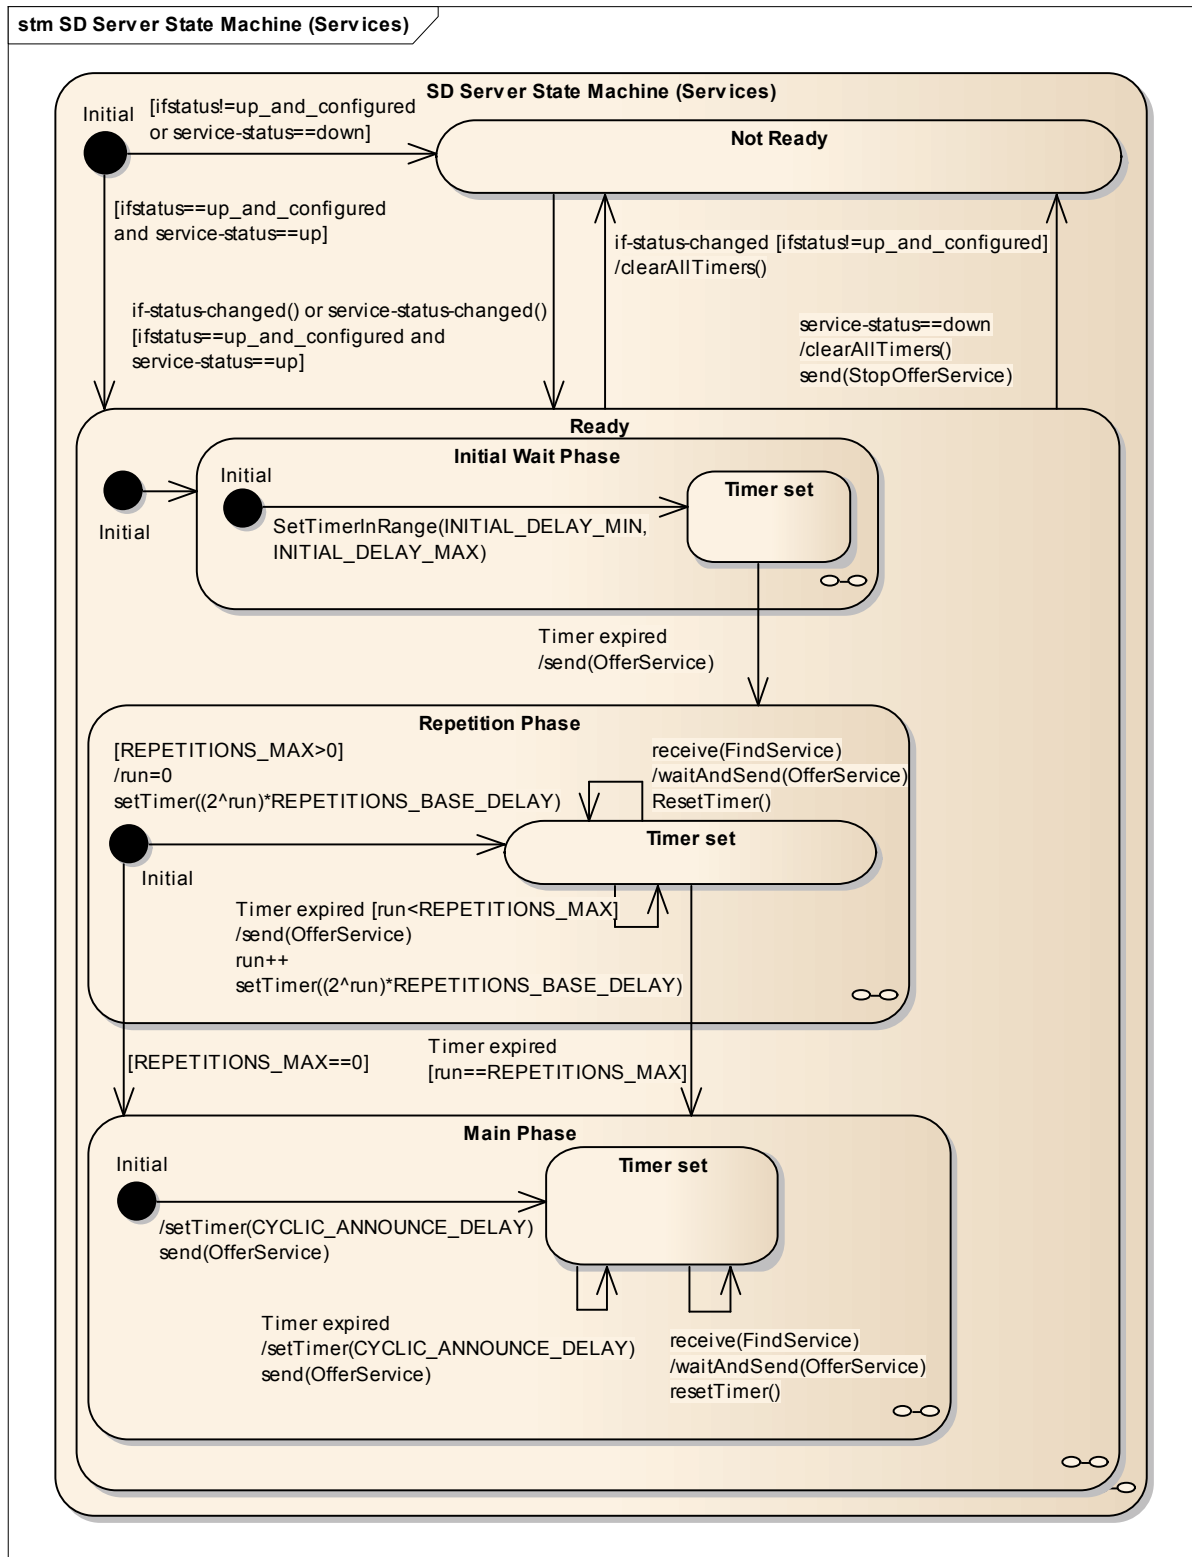 stm SD Server State Machine (Services)
SD Server State Machine (Services)
Initial
[ifstatus!=up_and_configured
or service-status==down]
Not Ready
[ifstatus==up_and_configured
and service-status==up]
if-status-changed [ifstatus!=up_and_configured]
/clearAllTimers()
if-status-changed() or service-status-changed()
[ifstatus==up_and_configured and
service-status==up]
service-status==down
/clearAllTimers()
send(StopOfferService)
Ready
Initial
Initial Wait Phase
Initial
Timer set
SetTimerInRange(INITIAL_DELAY_MIN,
INITIAL_DELAY_MAX)
Timer expired
/send(OfferService)
Repetition Phase
[REPETITIONS_MAX>0]
/run=0
setTimer((2^run)*REPETITIONS_BASE_DELAY)
receive(FindService)
/waitAndSend(OfferService)
ResetTimer()
Timer set
Initial
Timer expired [run<REPETITIONS_MAX]
/send(OfferService)
run++
setTimer((2^run)*REPETITIONS_BASE_DELAY)
[REPETITIONS_MAX==0]
Timer expired
[run==REPETITIONS_MAX]
Main Phase
Initial
Timer set
/setTimer(CYCLIC_ANNOUNCE_DELAY)
send(OfferService)
Timer expired
/setTimer(CYCLIC_ANNOUNCE_DELAY)
send(OfferService)
receive(FindService)
/waitAndSend(OfferService)
resetTimer()